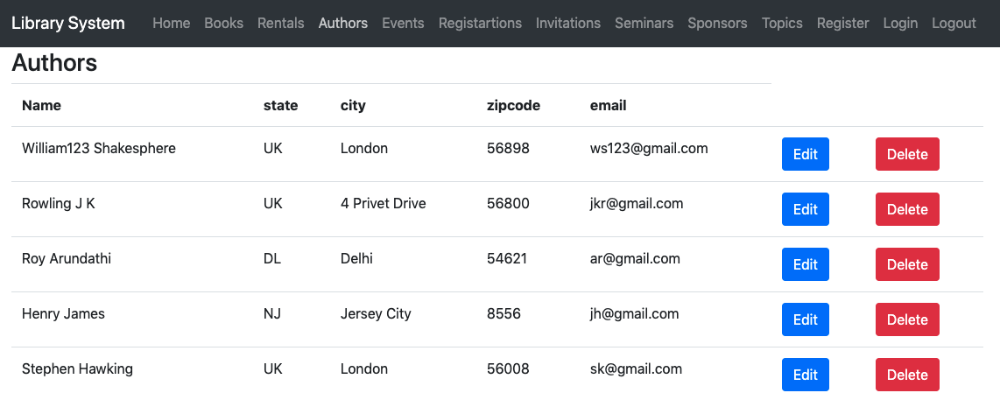 Library System Home Books Rentals Authors Events Registartions Invitations Seminars Sponsors Topics Register Login Logout
Authors
Name state city zipcode email
William123 Shakesphere UK London 56898 ws123@gmail.com Edit Delete
Rowling J K UK 4 Privet Drive 56800 jkr@gmail.com Edit Delete
Roy Arundathi DL Delhi 54621 ar@gmail.com Edit Delete
Henry James NJ Jersey City 8556 jh@gmail.com Edit Delete
Stephen Hawking UK London 56008 sk@gmail.com Edit Delete